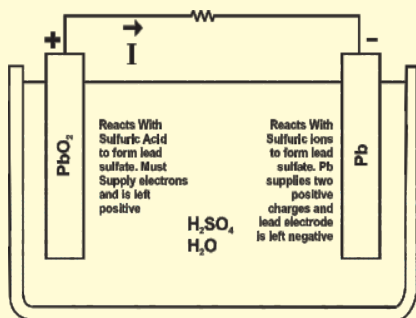 +
I
-
PbO₂
Reacts With
Sulfuric Acid
to form lead
sulfate. Must
Supply electrons
and is left
positive
Reacts With
Sulfuric ions
to form lead
sulfate. Pb
supplies two
positive
charges and
lead electrode
is left negative
Pb
H₂SO₄
H₂O